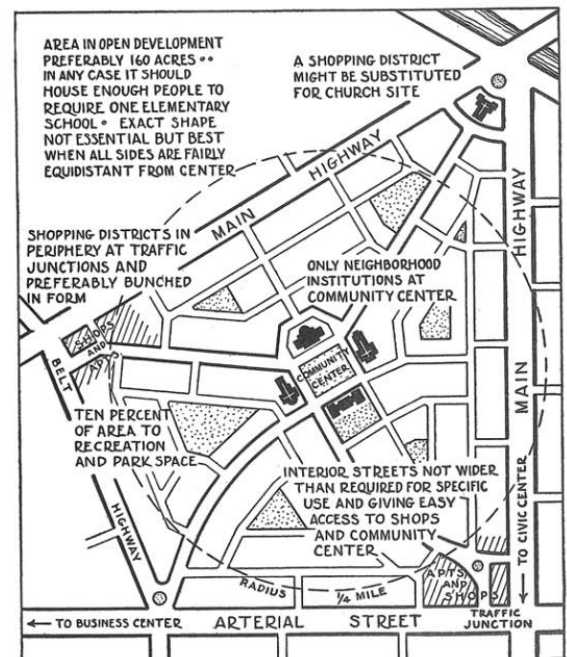 AREA IN OPEN DEVELOPMENT
PREFERABLY 160 ACRES • •
IN ANY CASE IT SHOULD
HOUSE ENOUGH PEOPLE TO
REQUIRE ONE ELEMENTARY
SCHOOL • EXACT SHAPE
NOT ESSENTIAL BUT BEST
WHEN ALL SIDES ARE FAIRLY
EQUIDISTANT FROM CENTER
A SHOPPING DISTRICT
MIGHT BE SUBSTITUTED
FOR CHURCH SITE
MAIN HIGHWAY
HIGHWAY
MAIN
SHOPPING DISTRICTS IN
PERIPHERY AT TRAFFIC
JUNCTIONS AND
PREFERABLY BUNCHED
IN FORM
ONLY NEIGHBORHOOD
INSTITUTIONS AT
COMMUNITY CENTER
SHOPS
AND
APTS
BELT
HIGHWAY
COMMUNITY
CENTER
TEN PERCENT
OF AREA TO
RECREATION
AND PARK SPACE
INTERIOR STREETS NOT WIDER
THAN REQUIRED FOR SPECIFIC
USE AND GIVING EASY
ACCESS TO SHOPS
AND COMMUNITY
CENTER
← TO CIVIC CENTER
APTS
AND
SHOPS
RADIUS 1/4 MILE
TRAFFIC
JUNCTION
← TO BUSINESS CENTER ARTERIAL STREET